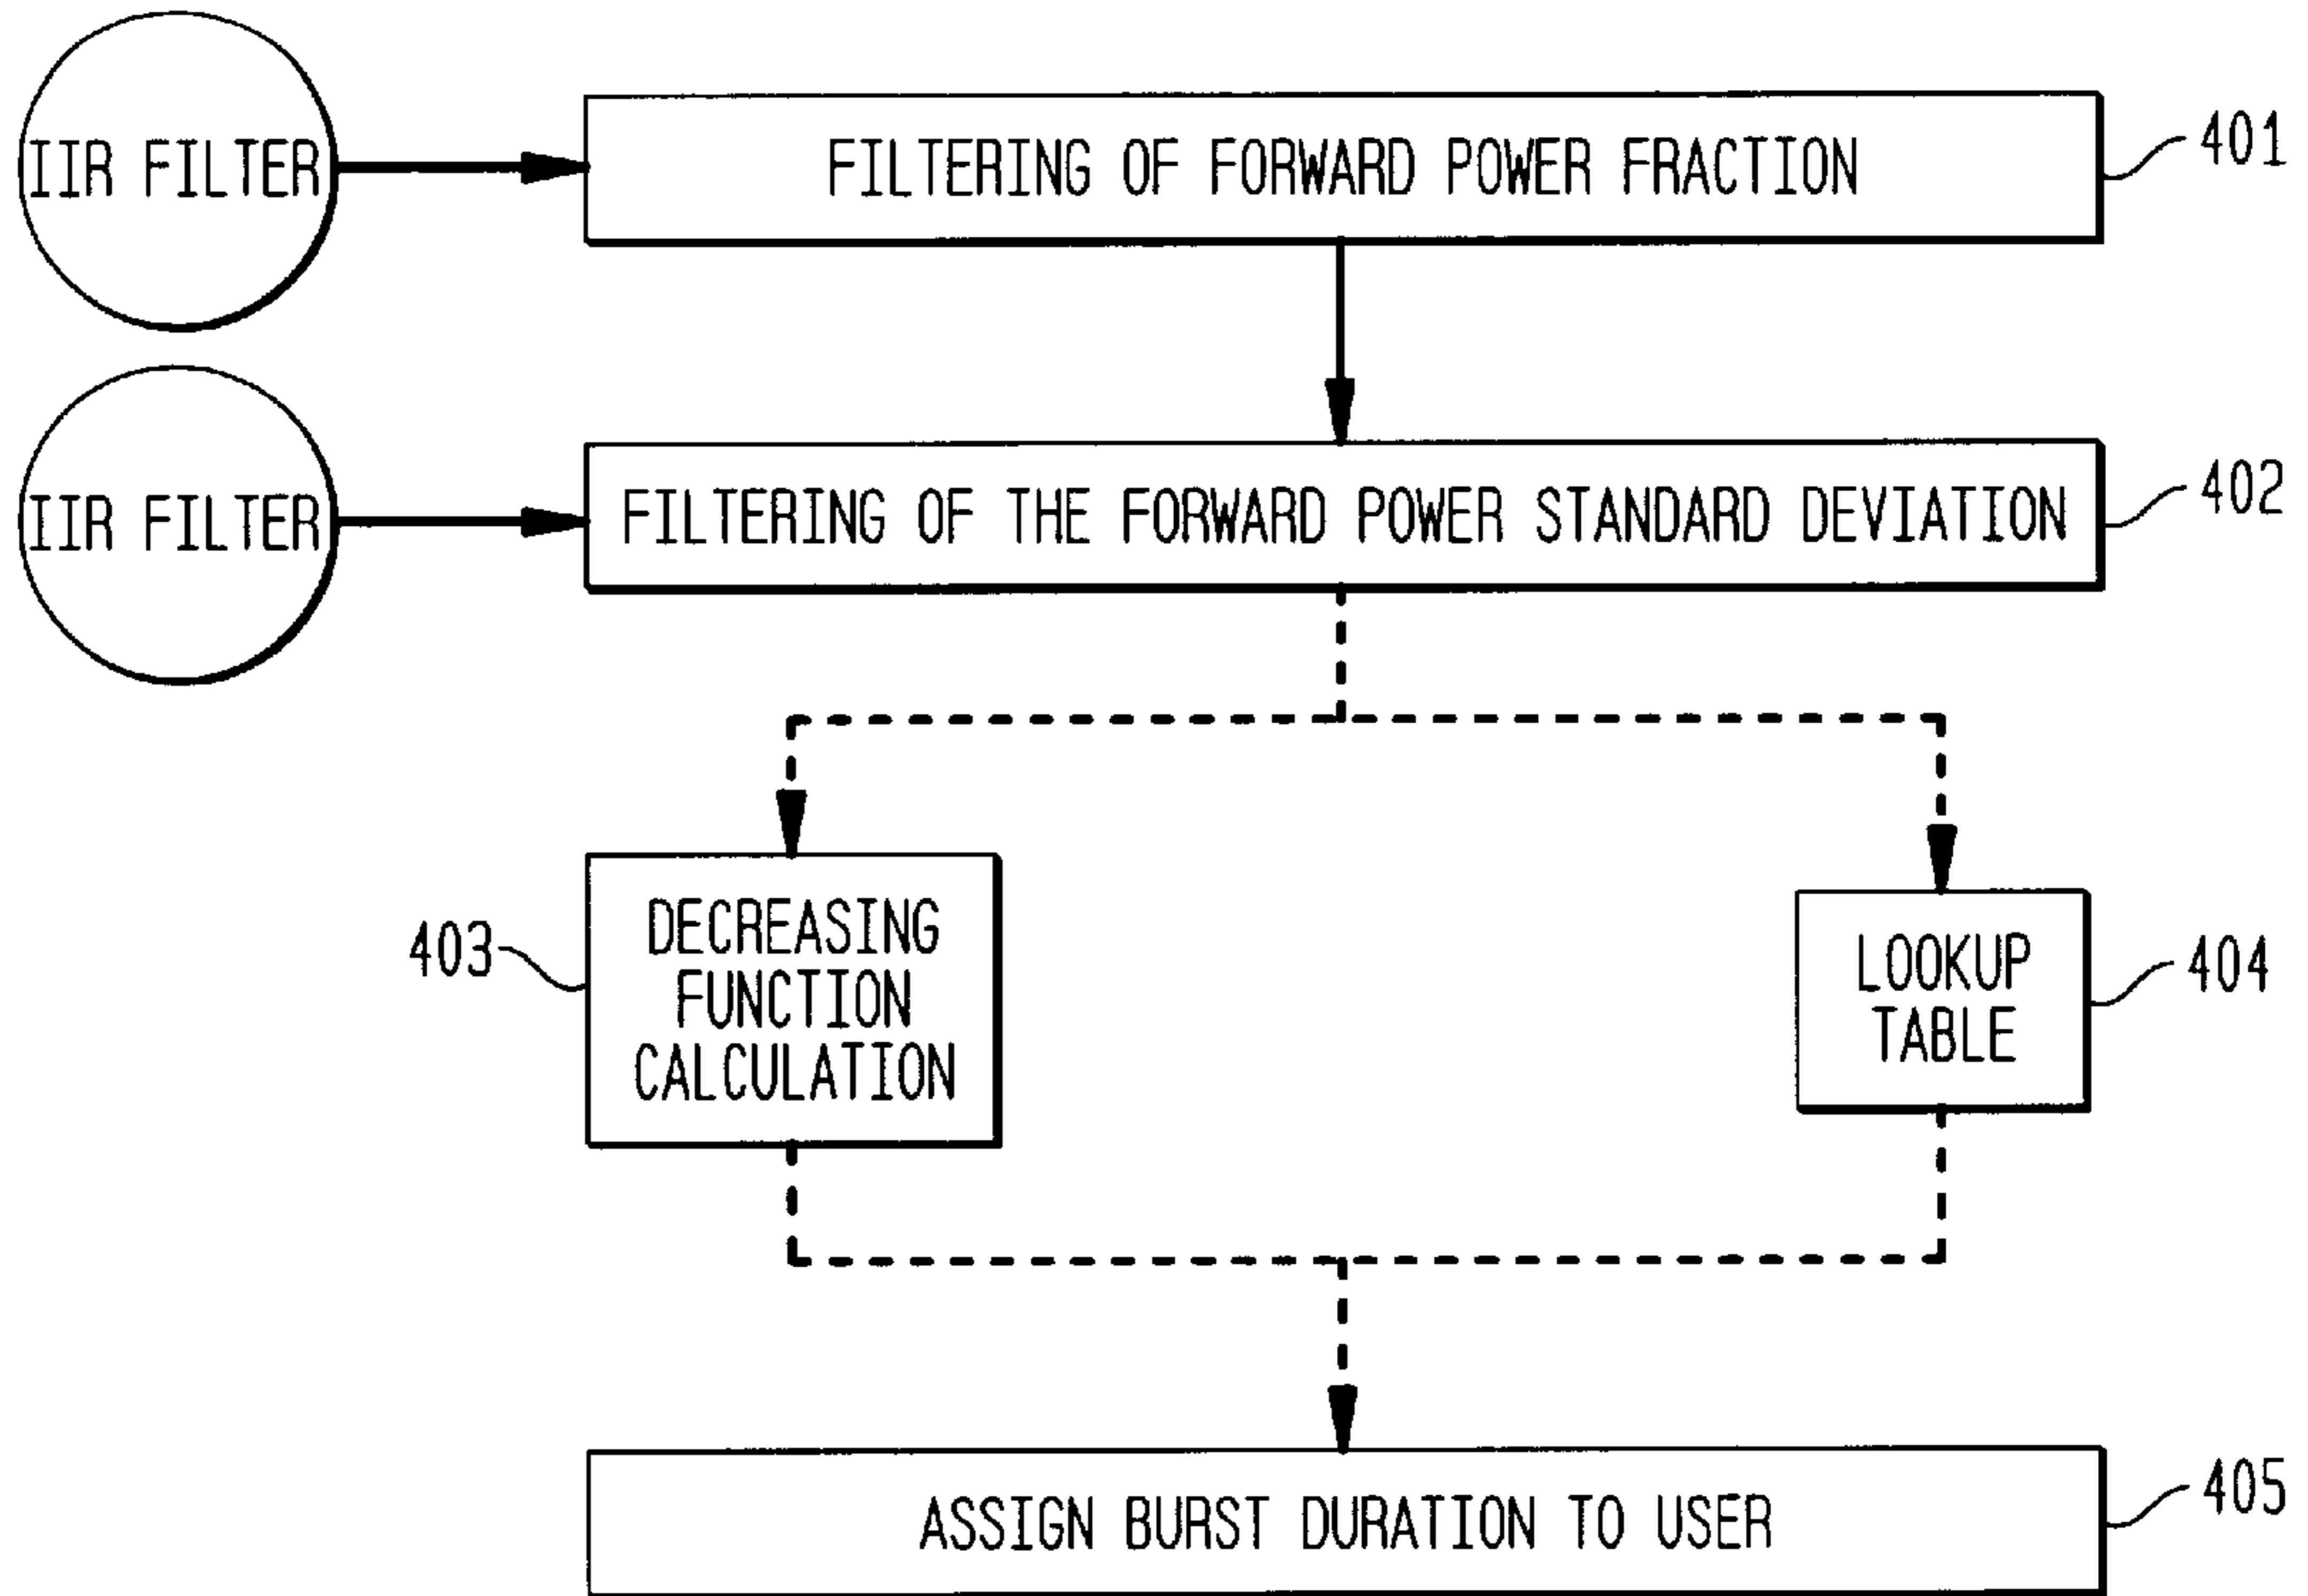 IIR FILTER
FILTERING OF FORWARD POWER FRACTION
401
IIR FILTER
FILTERING OF THE FORWARD POWER STANDARD DEVIATION
402
403
DECREASING
FUNCTION
CALCULATION
LOOKUP
TABLE
404
ASSIGN BURST DURATION TO USER
405